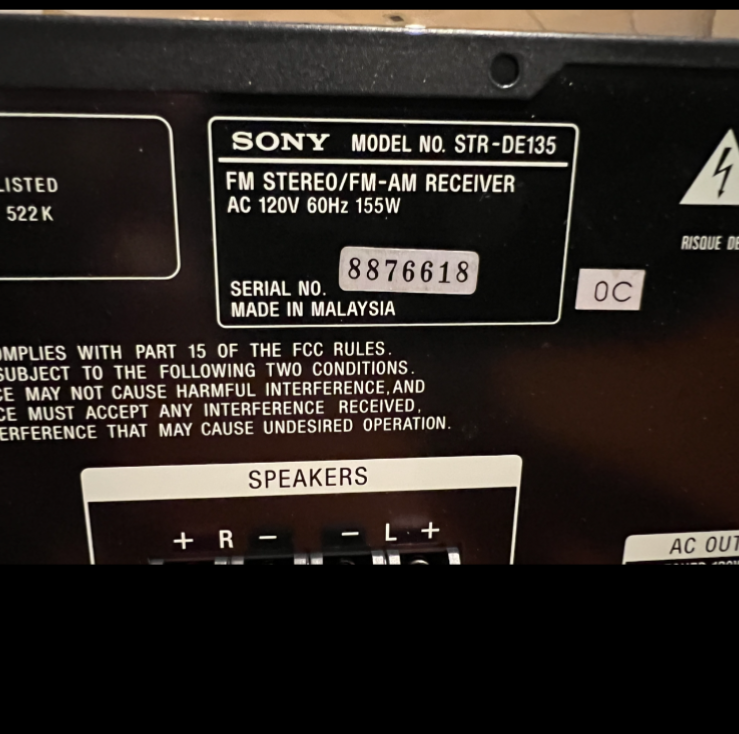 SONY MODEL NO. STR-DE135
FM STEREO/FM-AM RECEIVER
AC 120V 60Hz 155W
LISTED
522K
8876618
SERIAL NO.
MADE IN MALAYSIA
0C
RISQUE DE
COMPLIES WITH PART 15 OF THE FCC RULES.
SUBJECT TO THE FOLLOWING TWO CONDITIONS.
CE MAY NOT CAUSE HARMFUL INTERFERENCE, AND
CE MUST ACCEPT ANY INTERFERENCE RECEIVED,
ERFERENCE THAT MAY CAUSE UNDESIRED OPERATION.
SPEAKERS
+ R − − L +
AC OUT